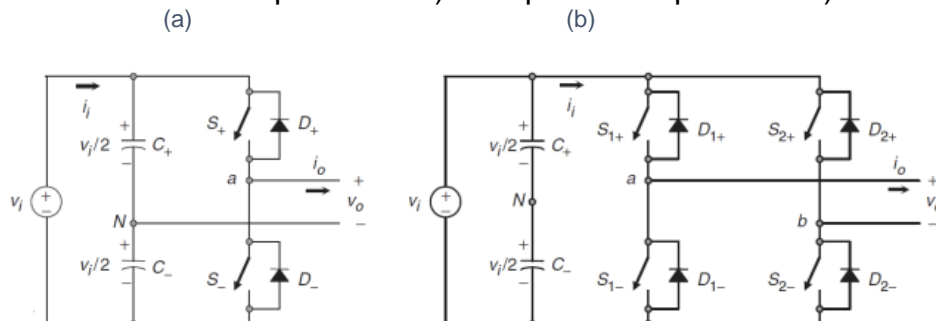 (a) (b)
i_i i_i
+ S_+ D_+ + S_1+ D_1+ S_2+ D_2+
v_i/2 C_+ v_i/2 C_+
− −
a i_o a i_o
v_i + − + v_o − v_i + − + v_o −
N N b
+ +
v_i/2 C_− S_− D_− v_i/2 C_− S_1− D_1− S_2− D_2−
− −